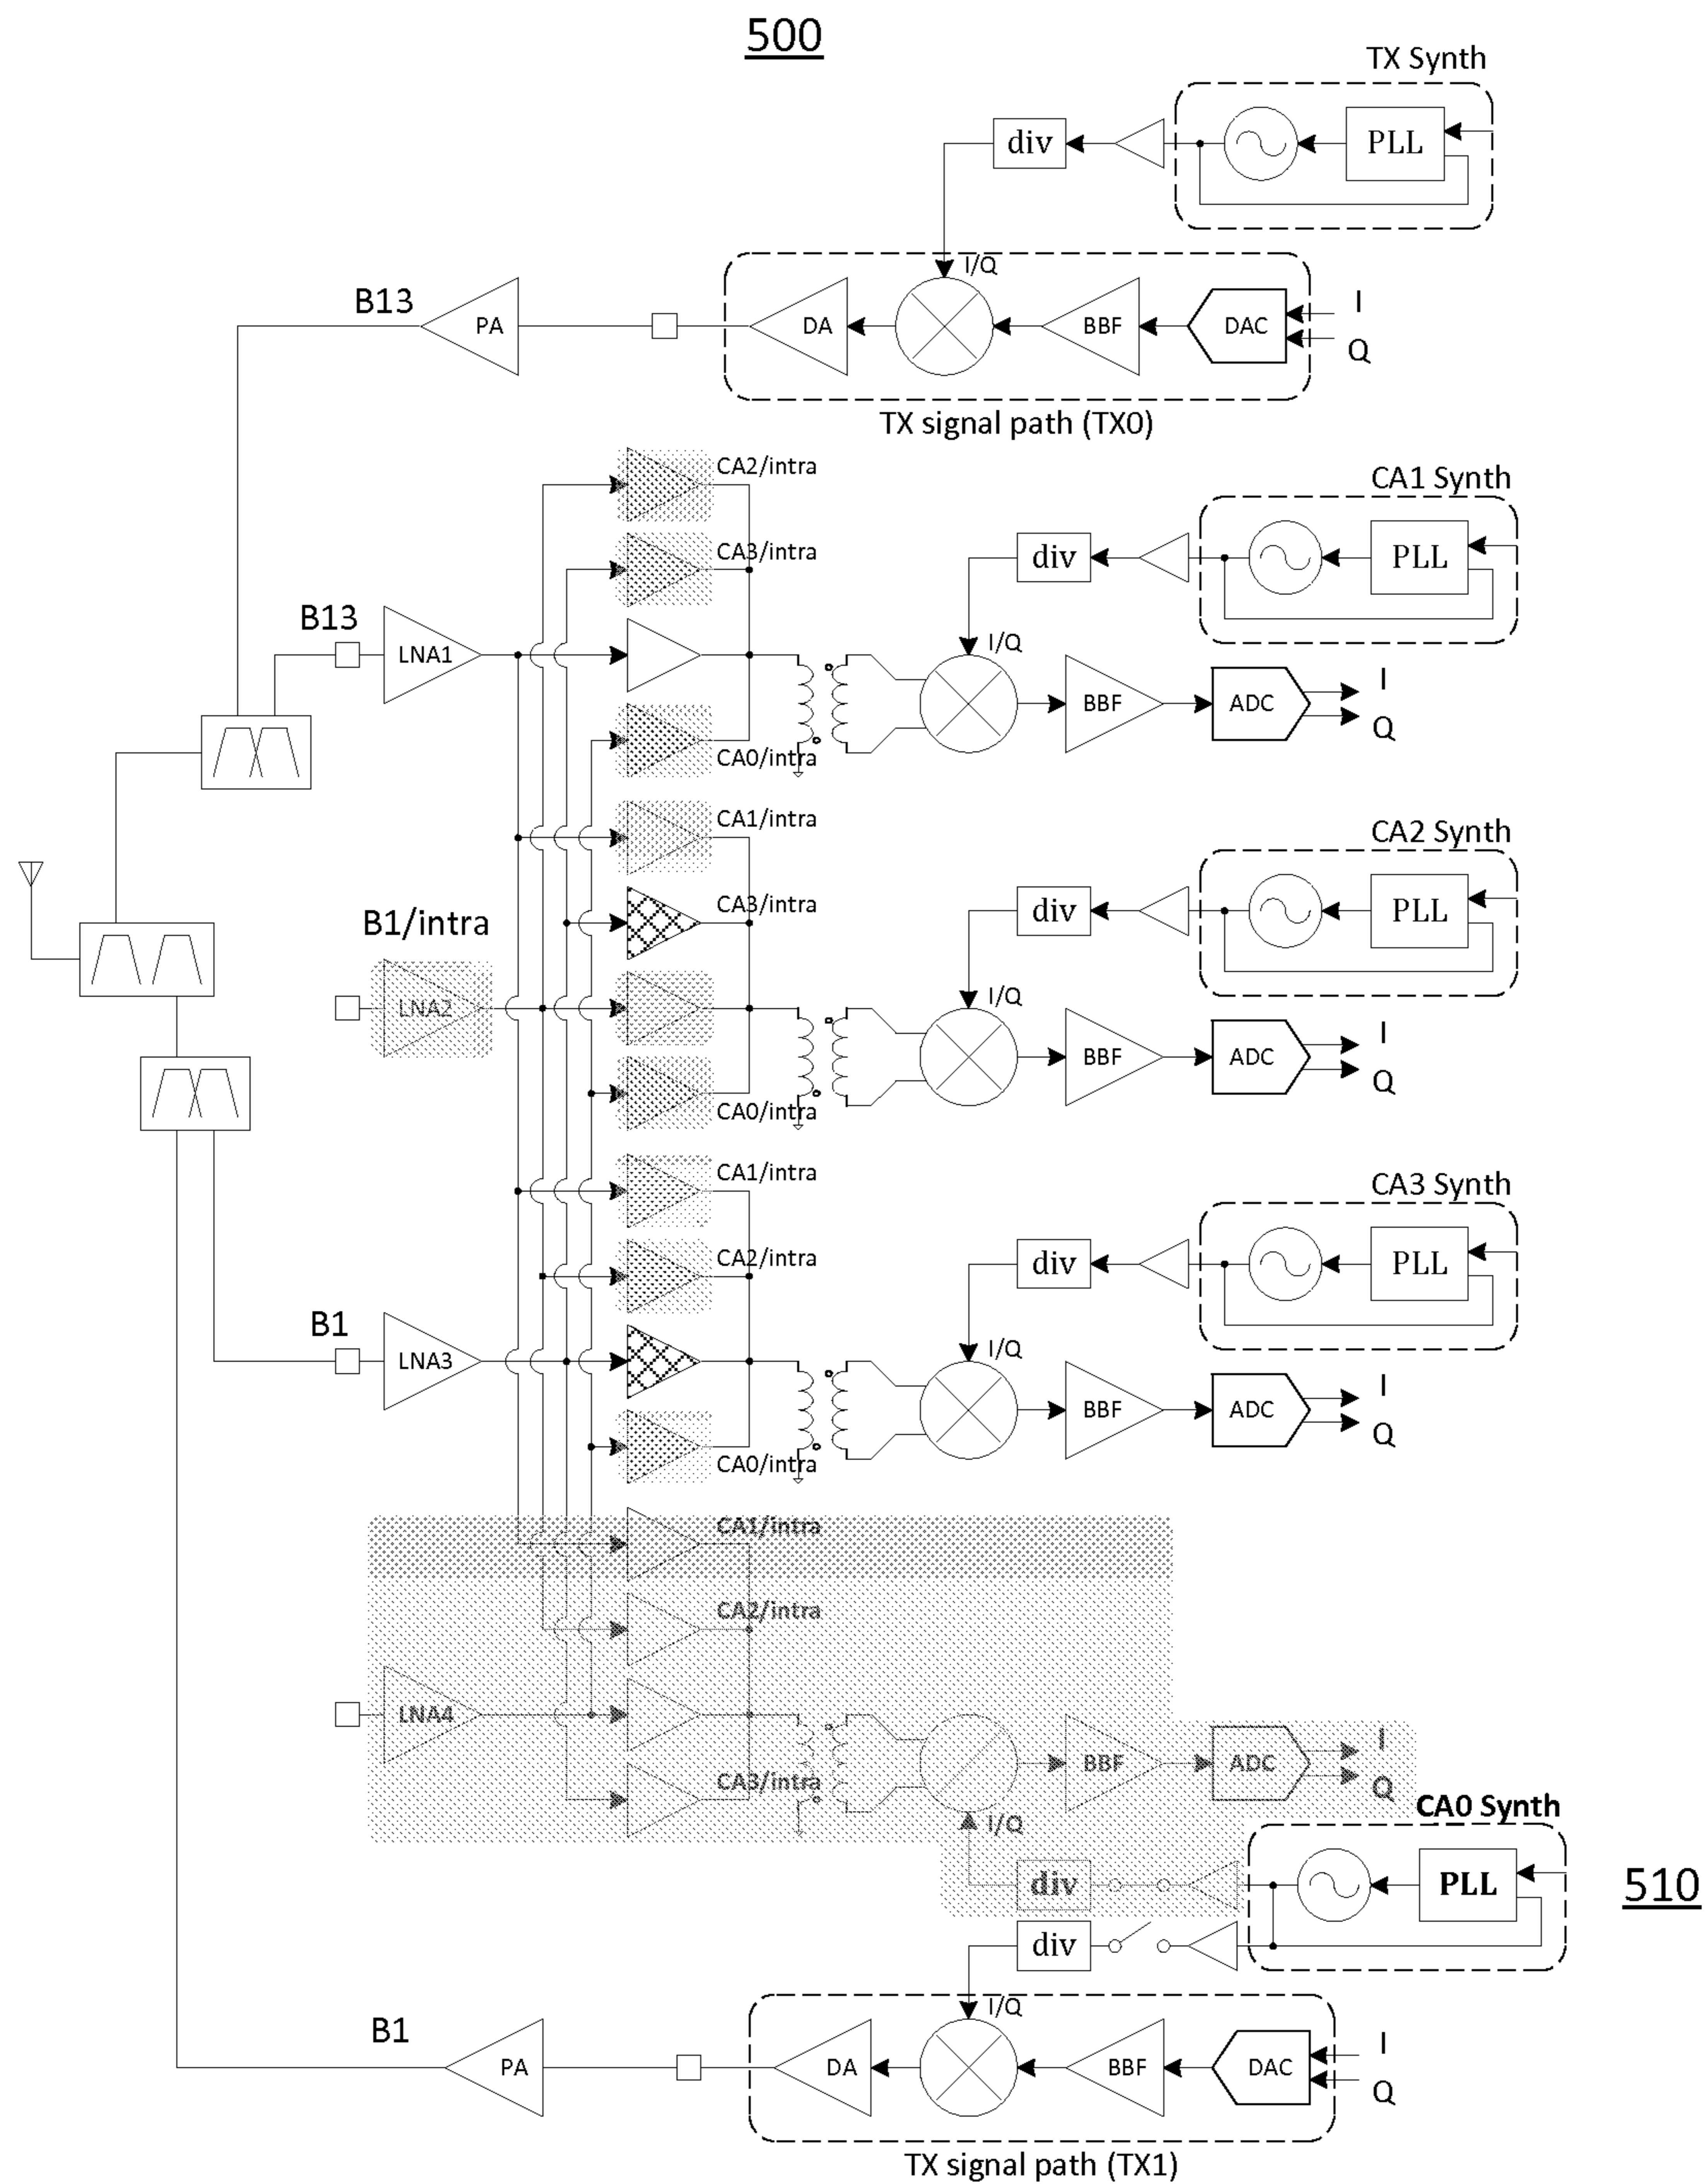 500
TX Synth
div
PLL
I/Q
B13
PA
DA
BBF
DAC
I
Q
TX signal path (TX0)
CA2/intra
CA1 Synth
CA3/intra
div
PLL
B13
LNA1
I/Q
BBF
ADC
I
Q
CA0/intra
CA1/intra
CA2 Synth
B1/intra
CA3/intra
div
PLL
LNA2
I/Q
BBF
ADC
I
Q
CA0/intra
CA1/intra
CA3 Synth
CA2/intra
div
PLL
B1
LNA3
I/Q
BBF
ADC
I
Q
CA0/intra
CA1/intra
CA2/intra
LNA4
CA3/intra
BBF
ADC
I
Q
I/Q
CA0 Synth
div
PLL
510
div
I/Q
B1
PA
DA
BBF
DAC
I
Q
TX signal path (TX1)